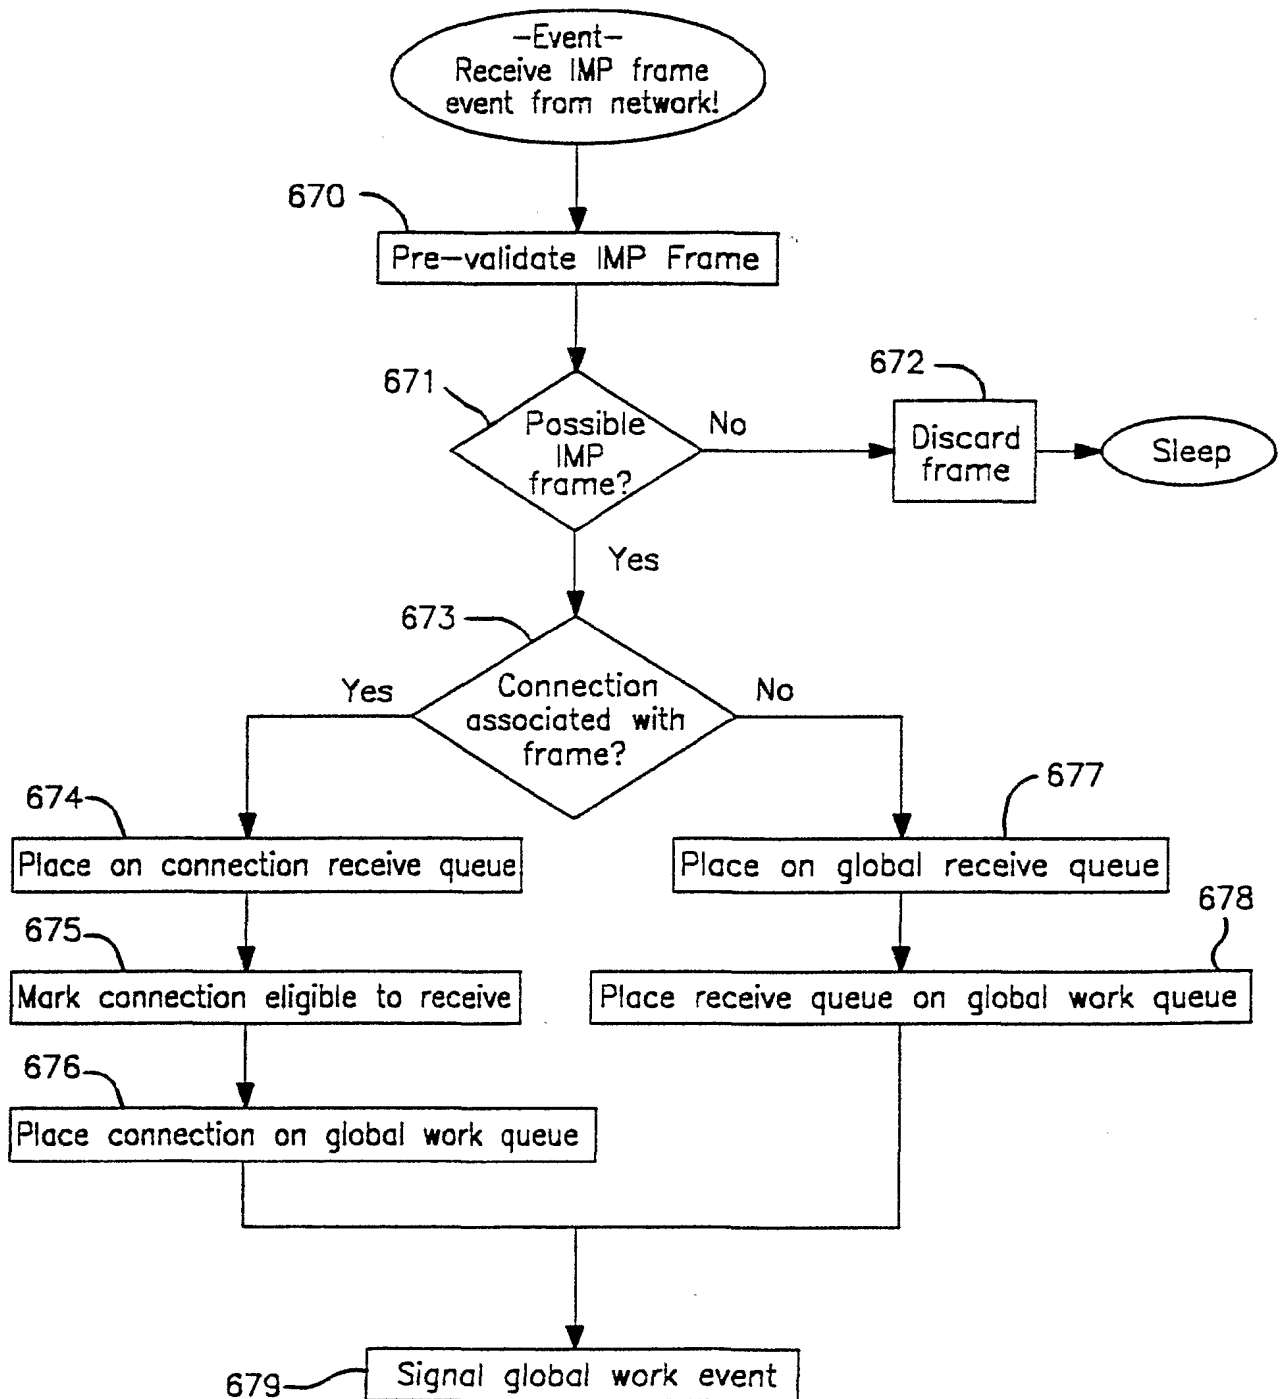 -Event-
Receive IMP frame
event from network!
670
Pre-validate IMP Frame
671
Possible
IMP
frame?
No
672
Discard
frame
Sleep
Yes
673
Connection
associated with
frame?
Yes
No
674
Place on connection receive queue
677
Place on global receive queue
675
Mark connection eligible to receive
678
Place receive queue on global work queue
676
Place connection on global work queue
679
Signal global work event